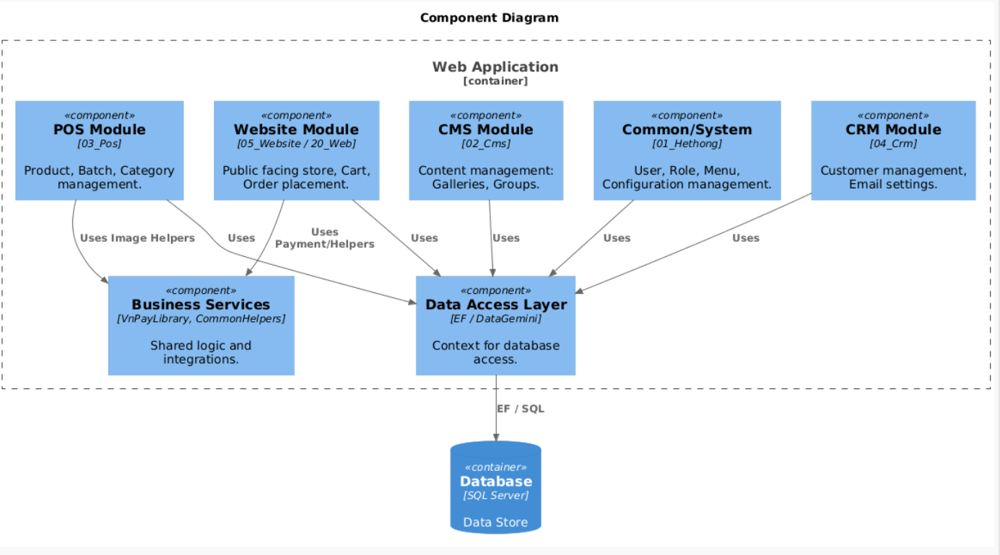 Component Diagram
Web Application
[container]
«component»
POS Module
[03_Pos]
Product, Batch, Category
management.
«component»
Website Module
[05_Website / 20_Web]
Public facing store, Cart,
Order placement.
«component»
CMS Module
[02_Cms]
Content management:
Galleries, Groups.
«component»
Common/System
[01_Hethong]
User, Role, Menu,
Configuration management.
«component»
CRM Module
[04_Crm]
Customer management,
Email settings.
Uses Image Helpers
Uses
Uses
Payment/Helpers
Uses
Uses
Uses
Uses
«component»
Business Services
[VnPayLibrary, CommonHelpers]
Shared logic and
integrations.
«component»
Data Access Layer
[EF / DataGemini]
Context for database
access.
EF / SQL
«container»
Database
[SQL Server]
Data Store